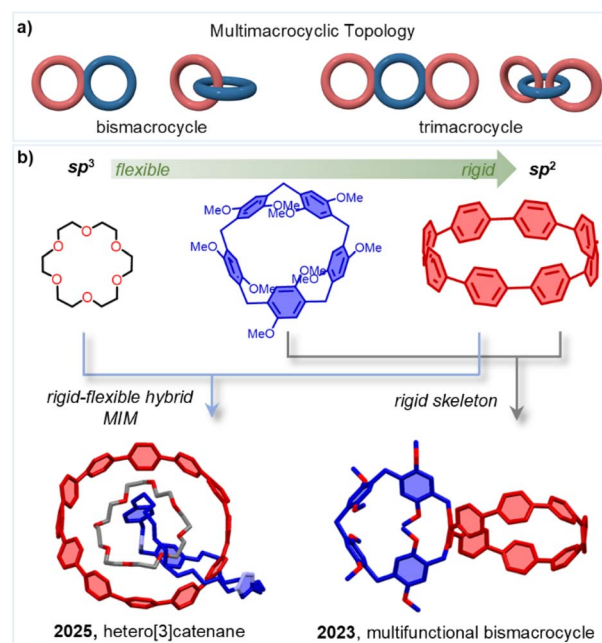 a)
Multimacrocyclic Topology
bismacrocycle
trimacrocycle
b)
sp3
flexible
rigid
sp2
O
O
O
O
O
O
MeO
OMe
MeO
OMe
MeO
OMe
MeO
OMe
OMe
MeO
rigid-flexible hybrid
MIM
rigid skeleton
2025, hetero[3]catenane
2023, multifunctional bismacrocycle